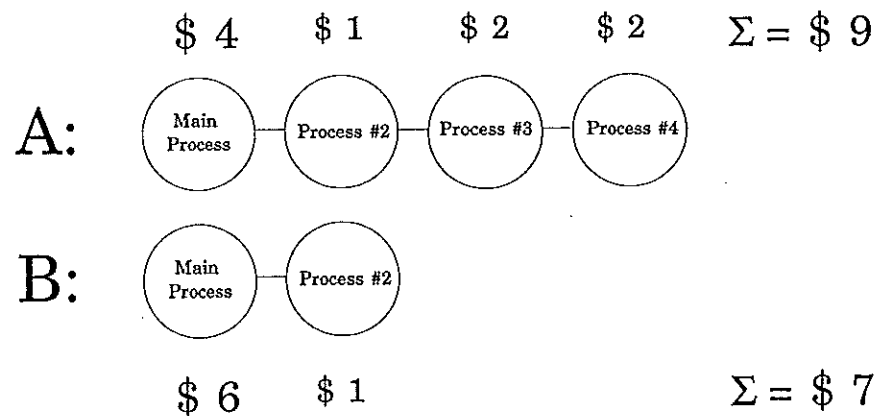 $ 4 $ 1 $ 2 $ 2 Σ = $ 9
A:
Main
Process
Process #2
Process #3
Process #4
B:
Main
Process
Process #2
$ 6 $ 1 Σ = $ 7